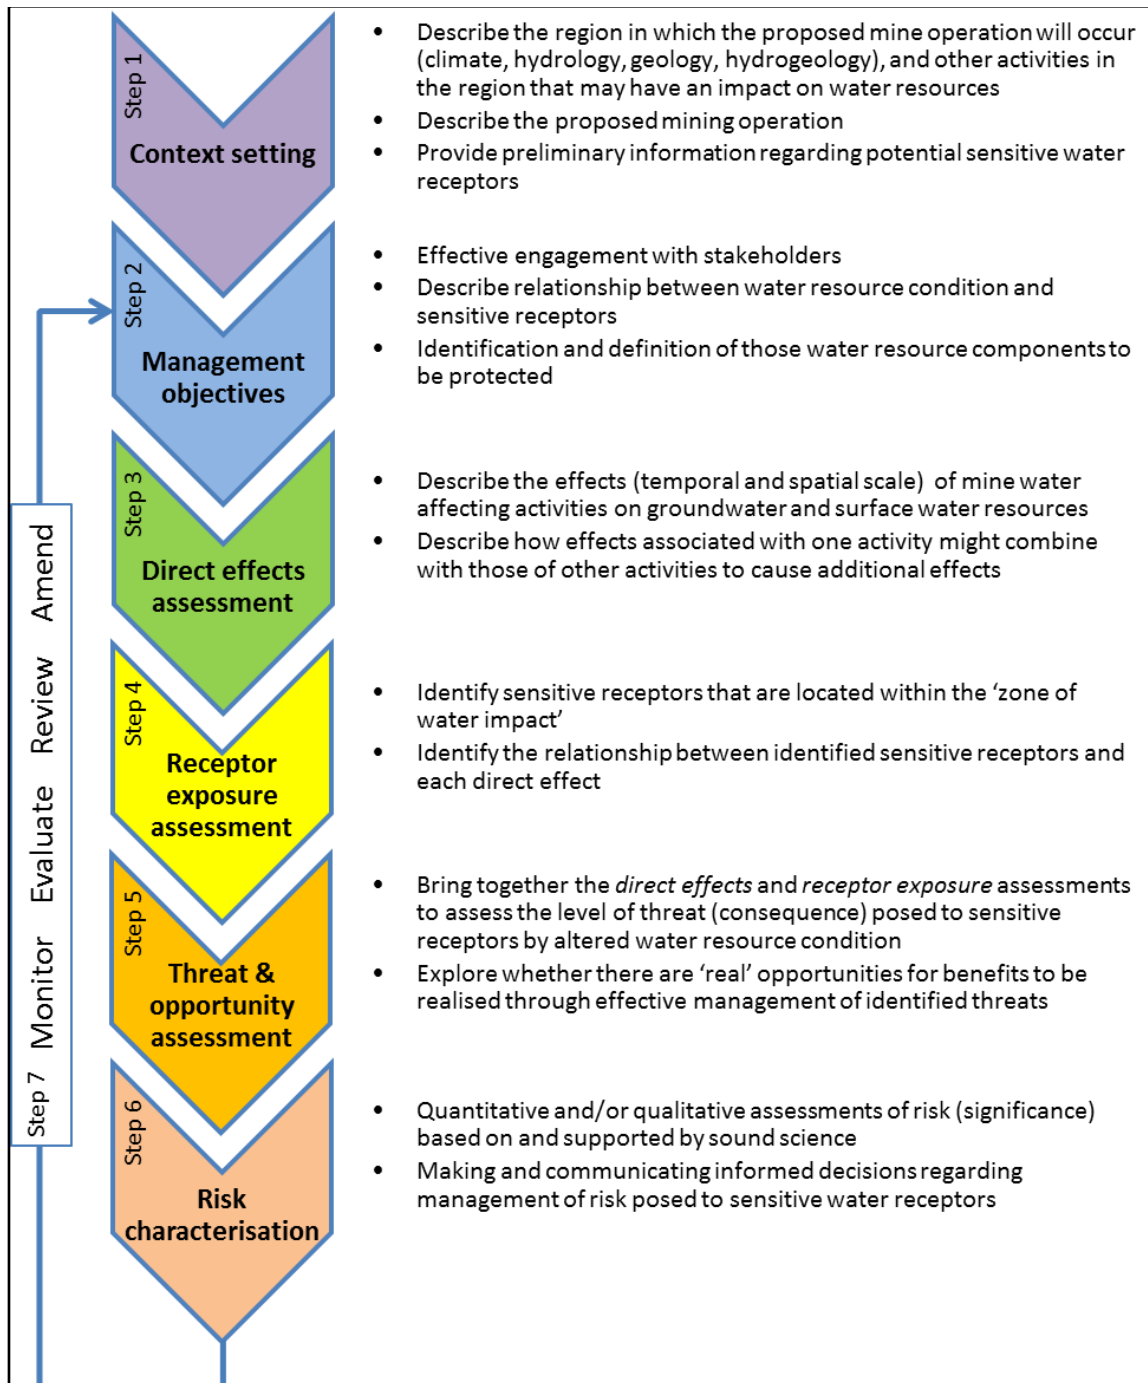 Step 1
Context setting
• Describe the region in which the proposed mine operation will occur
(climate, hydrology, geology, hydrogeology), and other activities in
the region that may have an impact on water resources
• Describe the proposed mining operation
• Provide preliminary information regarding potential sensitive water
receptors
Step 2
Management
objectives
• Effective engagement with stakeholders
• Describe relationship between water resource condition and
sensitive receptors
• Identification and definition of those water resource components to
be protected
Step 3
Direct effects
assessment
• Describe the effects (temporal and spatial scale) of mine water
affecting activities on groundwater and surface water resources
• Describe how effects associated with one activity might combine
with those of other activities to cause additional effects
Step 4
Receptor
exposure
assessment
• Identify sensitive receptors that are located within the ‘zone of
water impact’
• Identify the relationship between identified sensitive receptors and
each direct effect
Step 5
Threat &
opportunity
assessment
• Bring together the direct effects and receptor exposure assessments
to assess the level of threat (consequence) posed to sensitive
receptors by altered water resource condition
• Explore whether there are ‘real’ opportunities for benefits to be
realised through effective management of identified threats
Step 6
Risk
characterisation
• Quantitative and/or qualitative assessments of risk (significance)
based on and supported by sound science
• Making and communicating informed decisions regarding
management of risk posed to sensitive water receptors
Step 7 Monitor Evaluate Review Amend